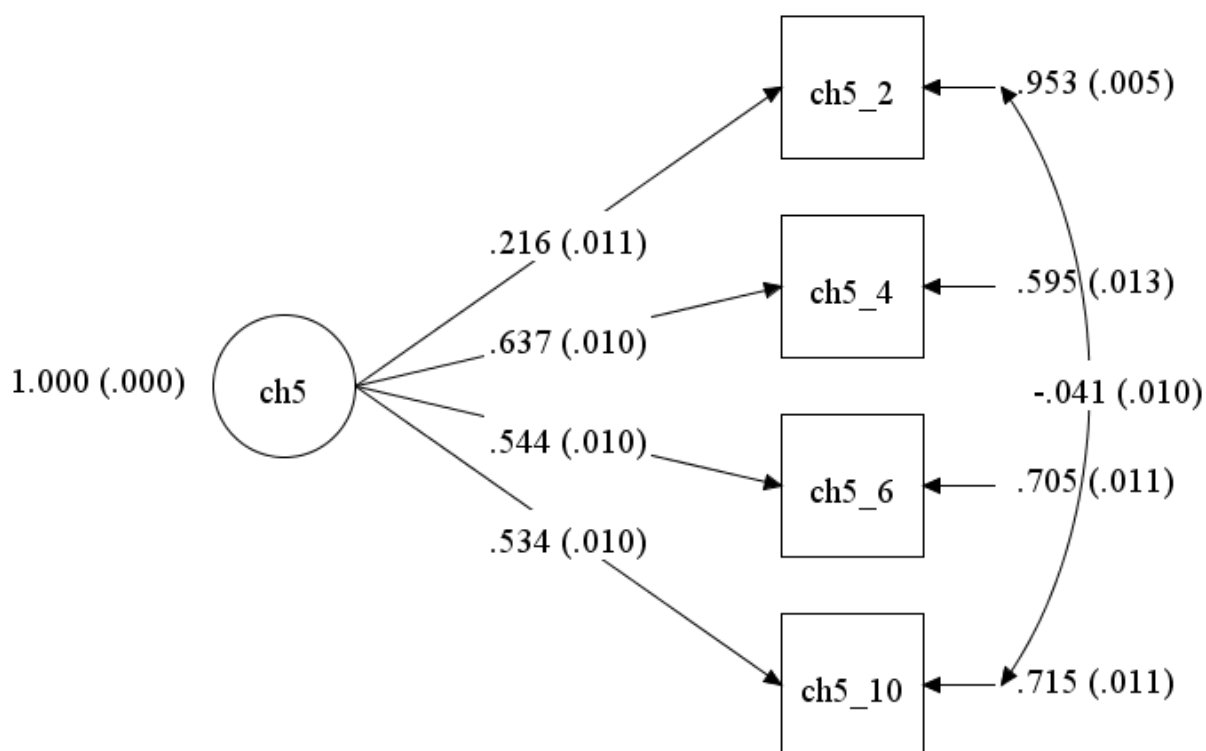 ch5_2
.953 (.005)
.216 (.011)
ch5_4
.595 (.013)
.637 (.010)
1.000 (.000)
ch5
-.041 (.010)
.544 (.010)
ch5_6
.705 (.011)
.534 (.010)
ch5_10
.715 (.011)